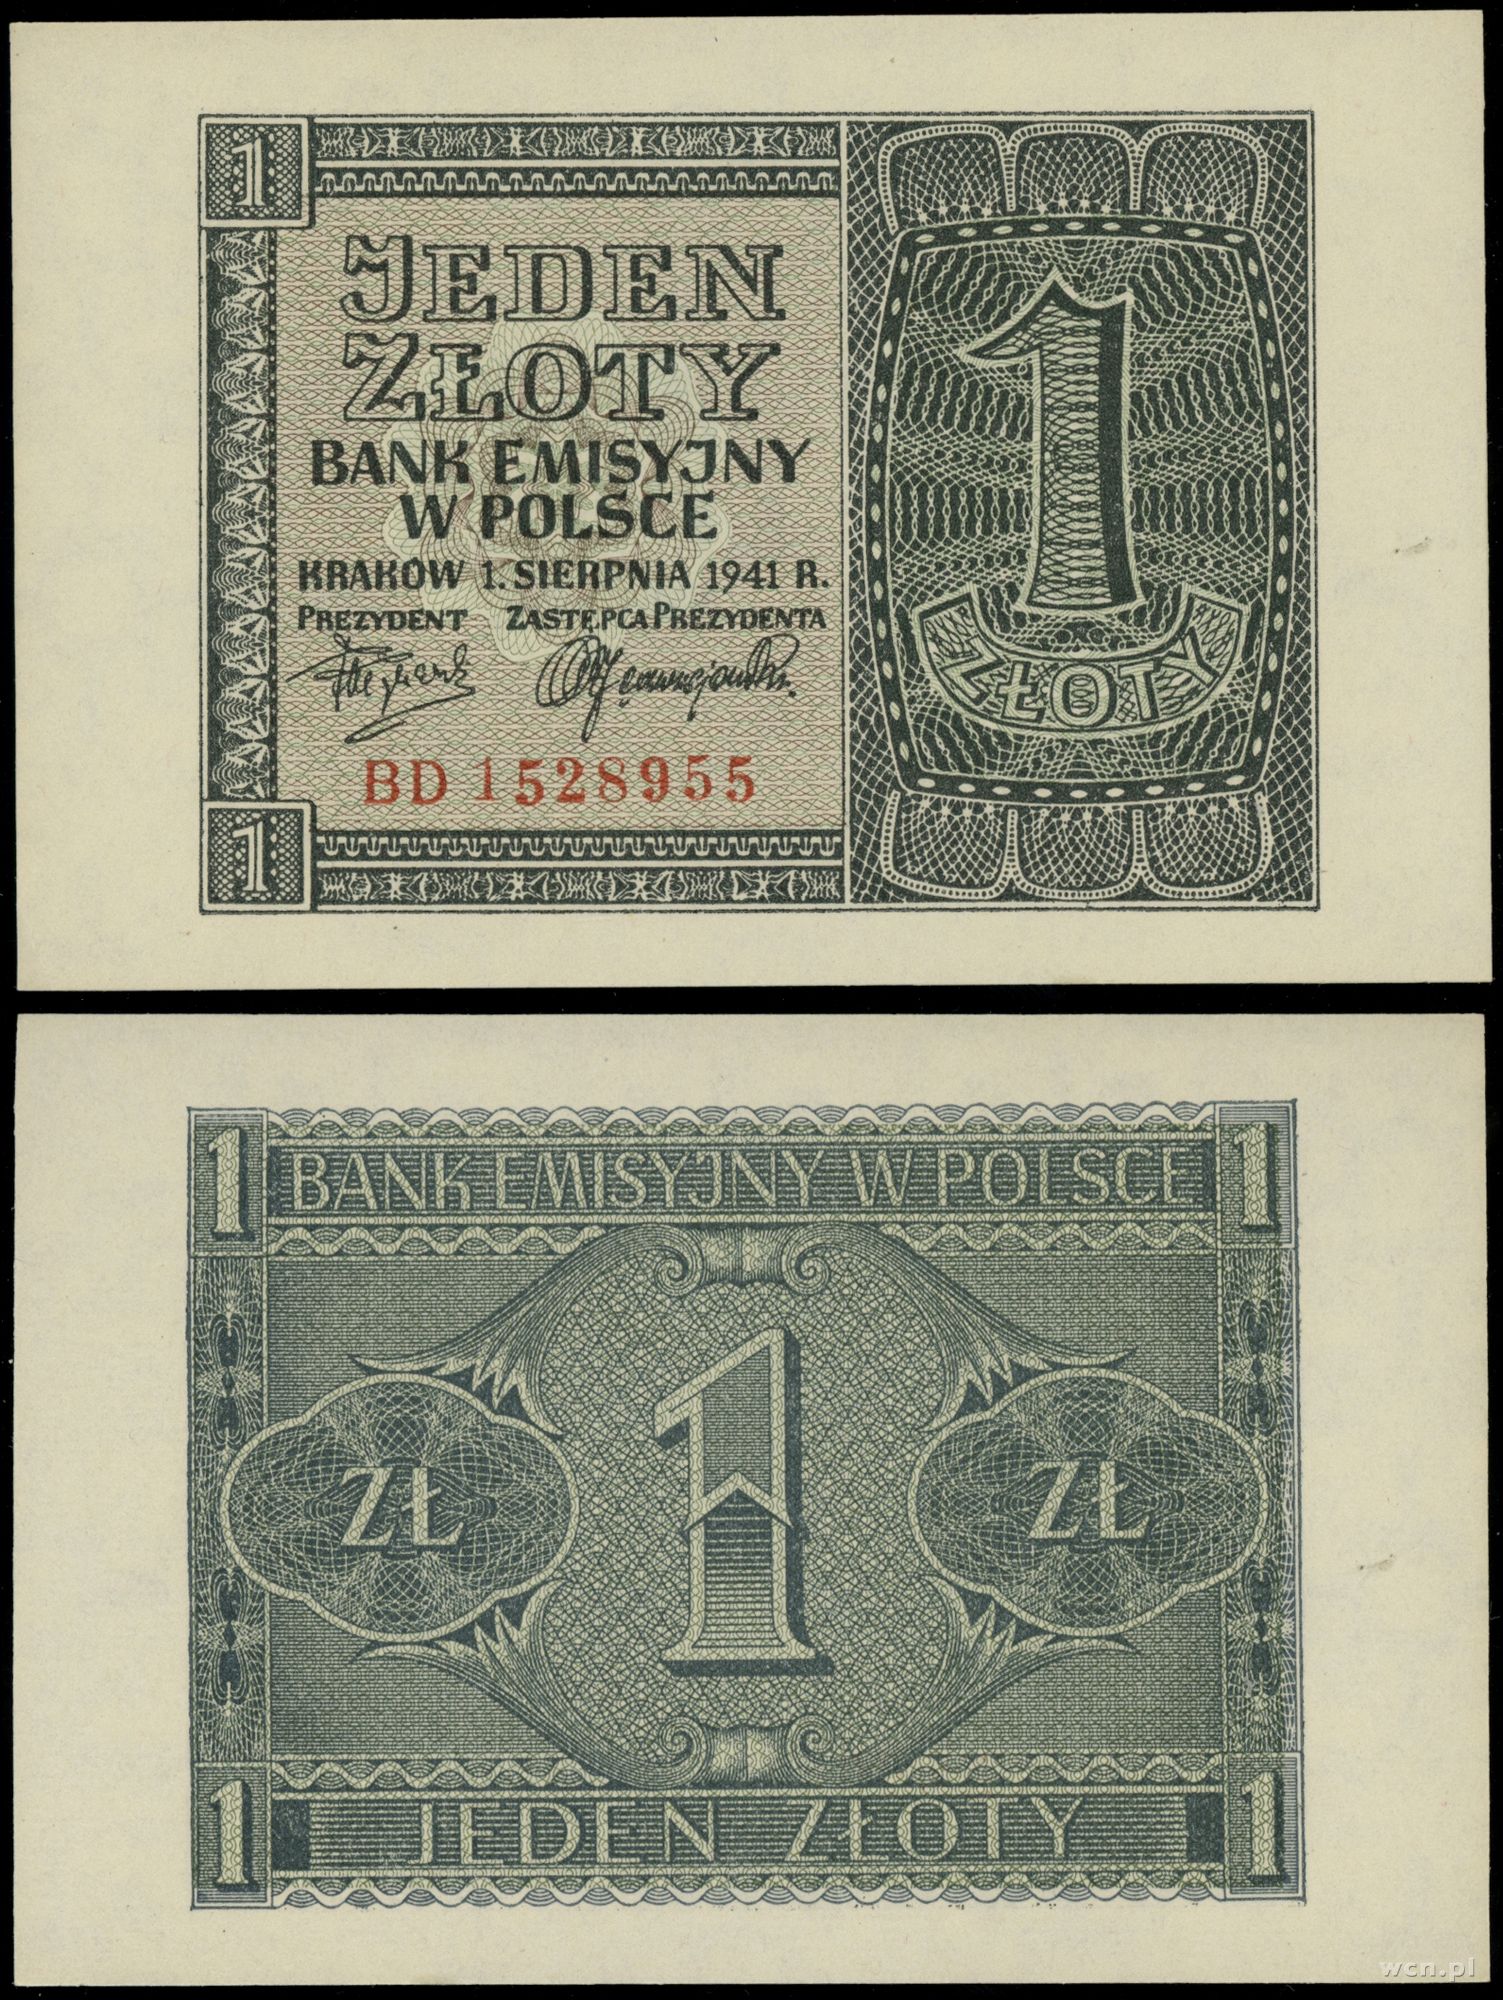 1
JEDEN
ZŁOTY
BANK EMISYJNY
W POLSCE
KRAKÓW 1. SIERPNIA 1941 R.
PREZYDENT ZASTĘPCA PREZYDENTA
BD 1528955
1
1
ZŁOTY
1 BANK EMISYJNY W POLSCE 1
ZŁ 1 ZŁ
1 JEDEN ZŁOTY 1
wcn.pl